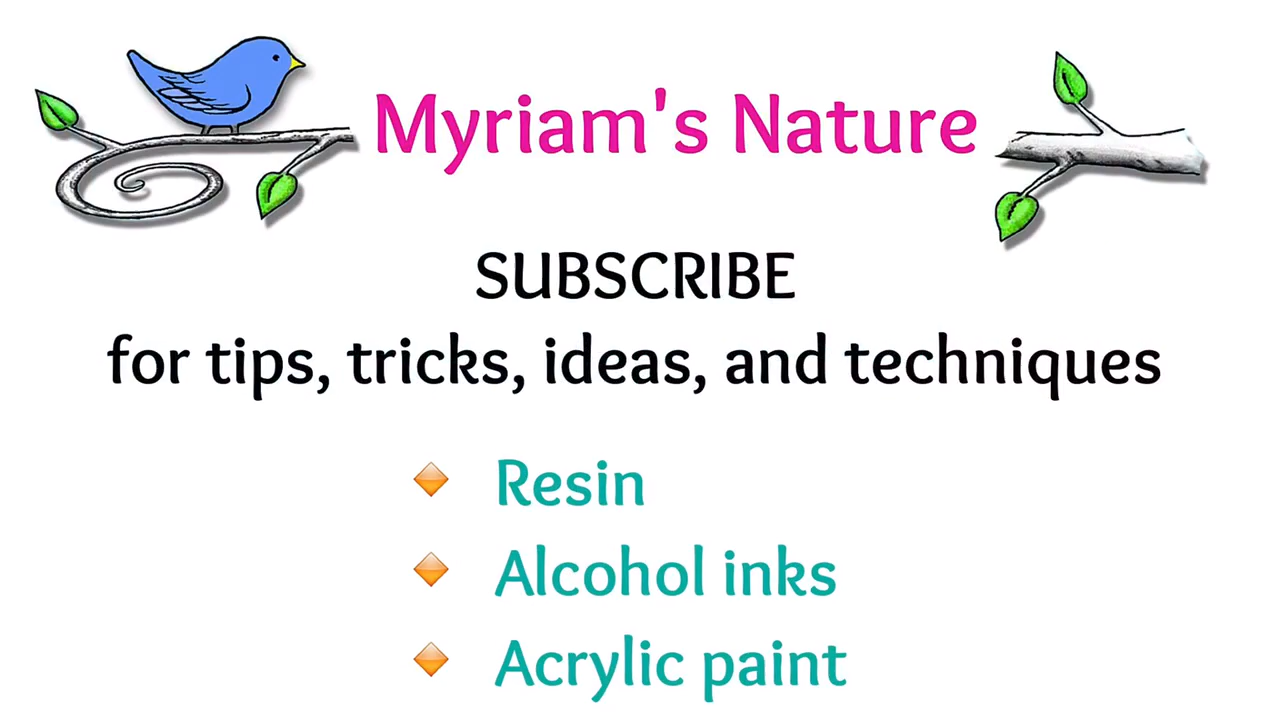 Myriam's Nature
SUBSCRIBE
for tips, tricks, ideas, and techniques
Resin
Alcohol inks
Acrylic paint